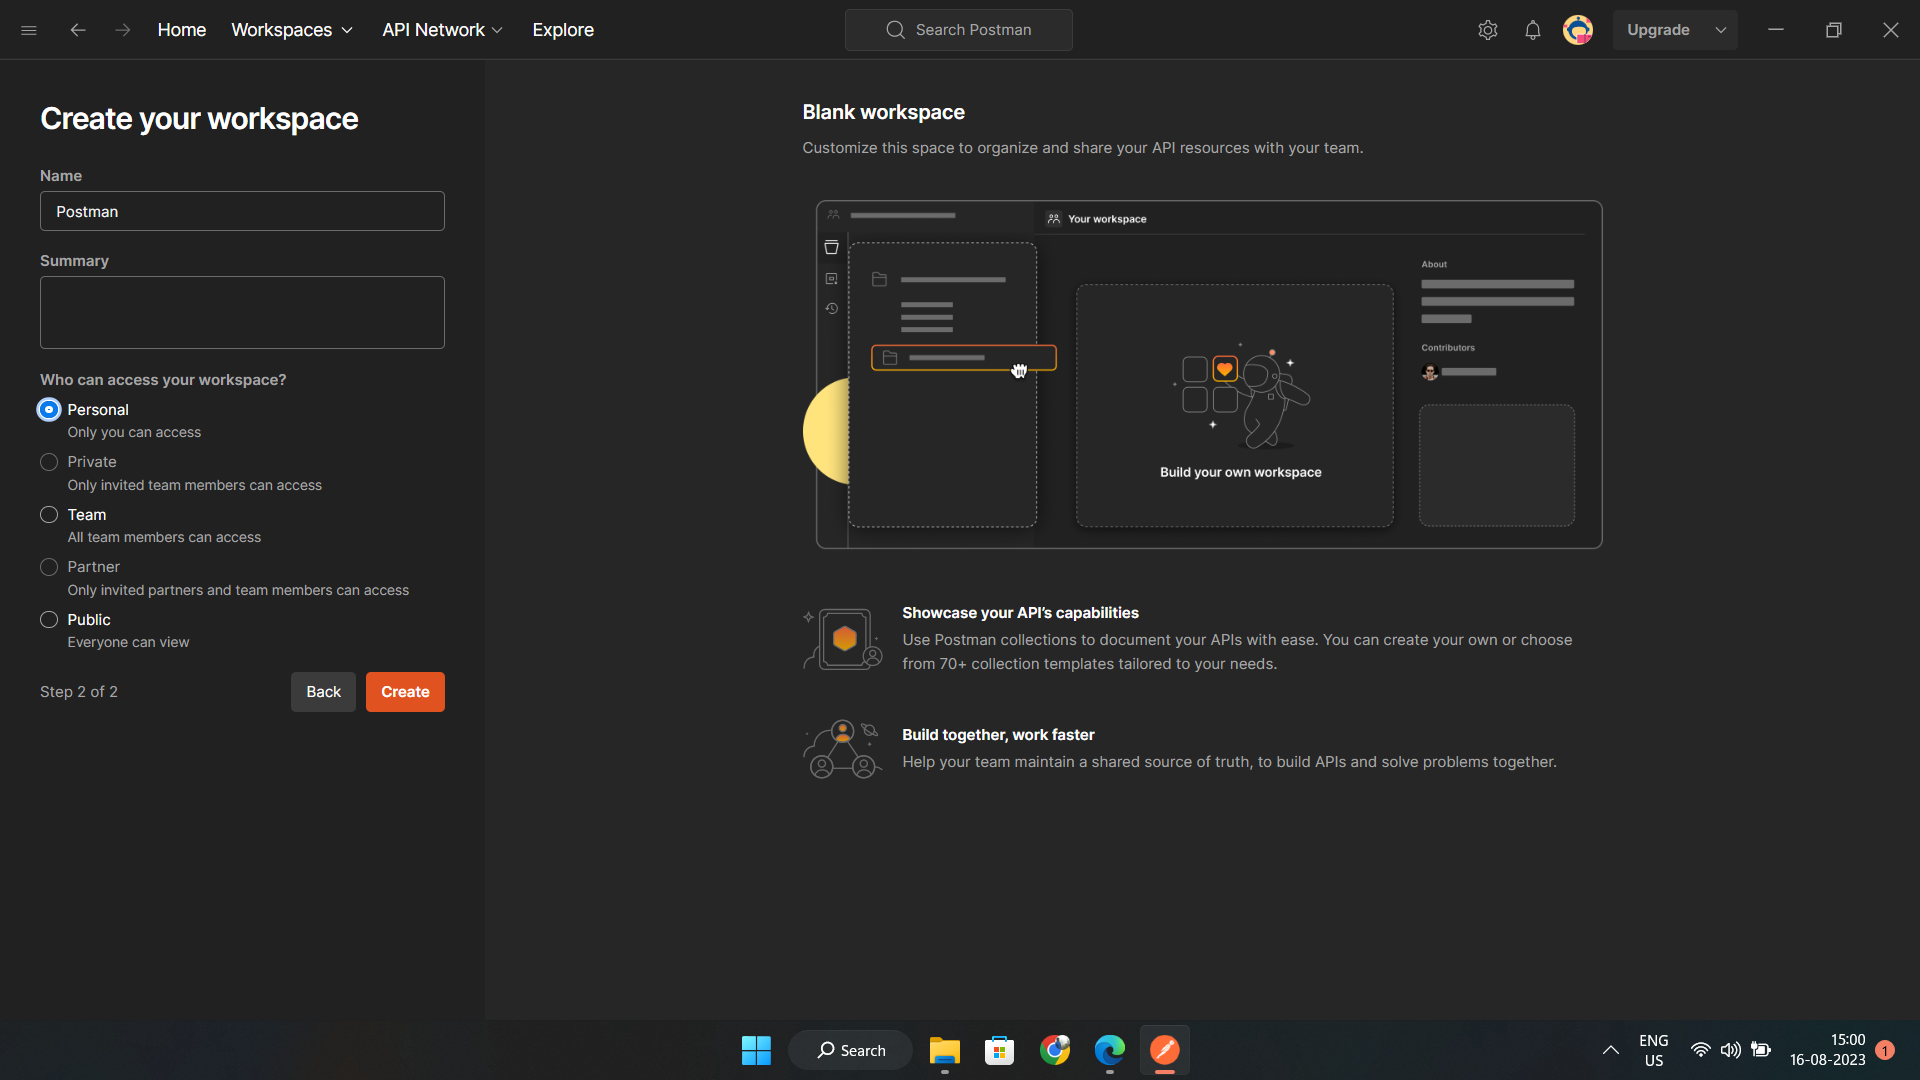 Home
Workspaces
API Network
Explore
Search Postman
Upgrade
Create your workspace
Name
Postman
Summary
Who can access your workspace?
Personal
Only you can access
Private
Only invited team members can access
Team
All team members can access
Partner
Only invited partners and team members can access
Public
Everyone can view
Step 2 of 2
Back
Create
Blank workspace
Customize this space to organize and share your API resources with your team.
Your workspace
About
Contributors
Build your own workspace
Showcase your API’s capabilities
Use Postman collections to document your APIs with ease. You can create your own or choose
from 70+ collection templates tailored to your needs.
Build together, work faster
Help your team maintain a shared source of truth, to build APIs and solve problems together.
Search
ENG
US
15:00
16-08-2023
1